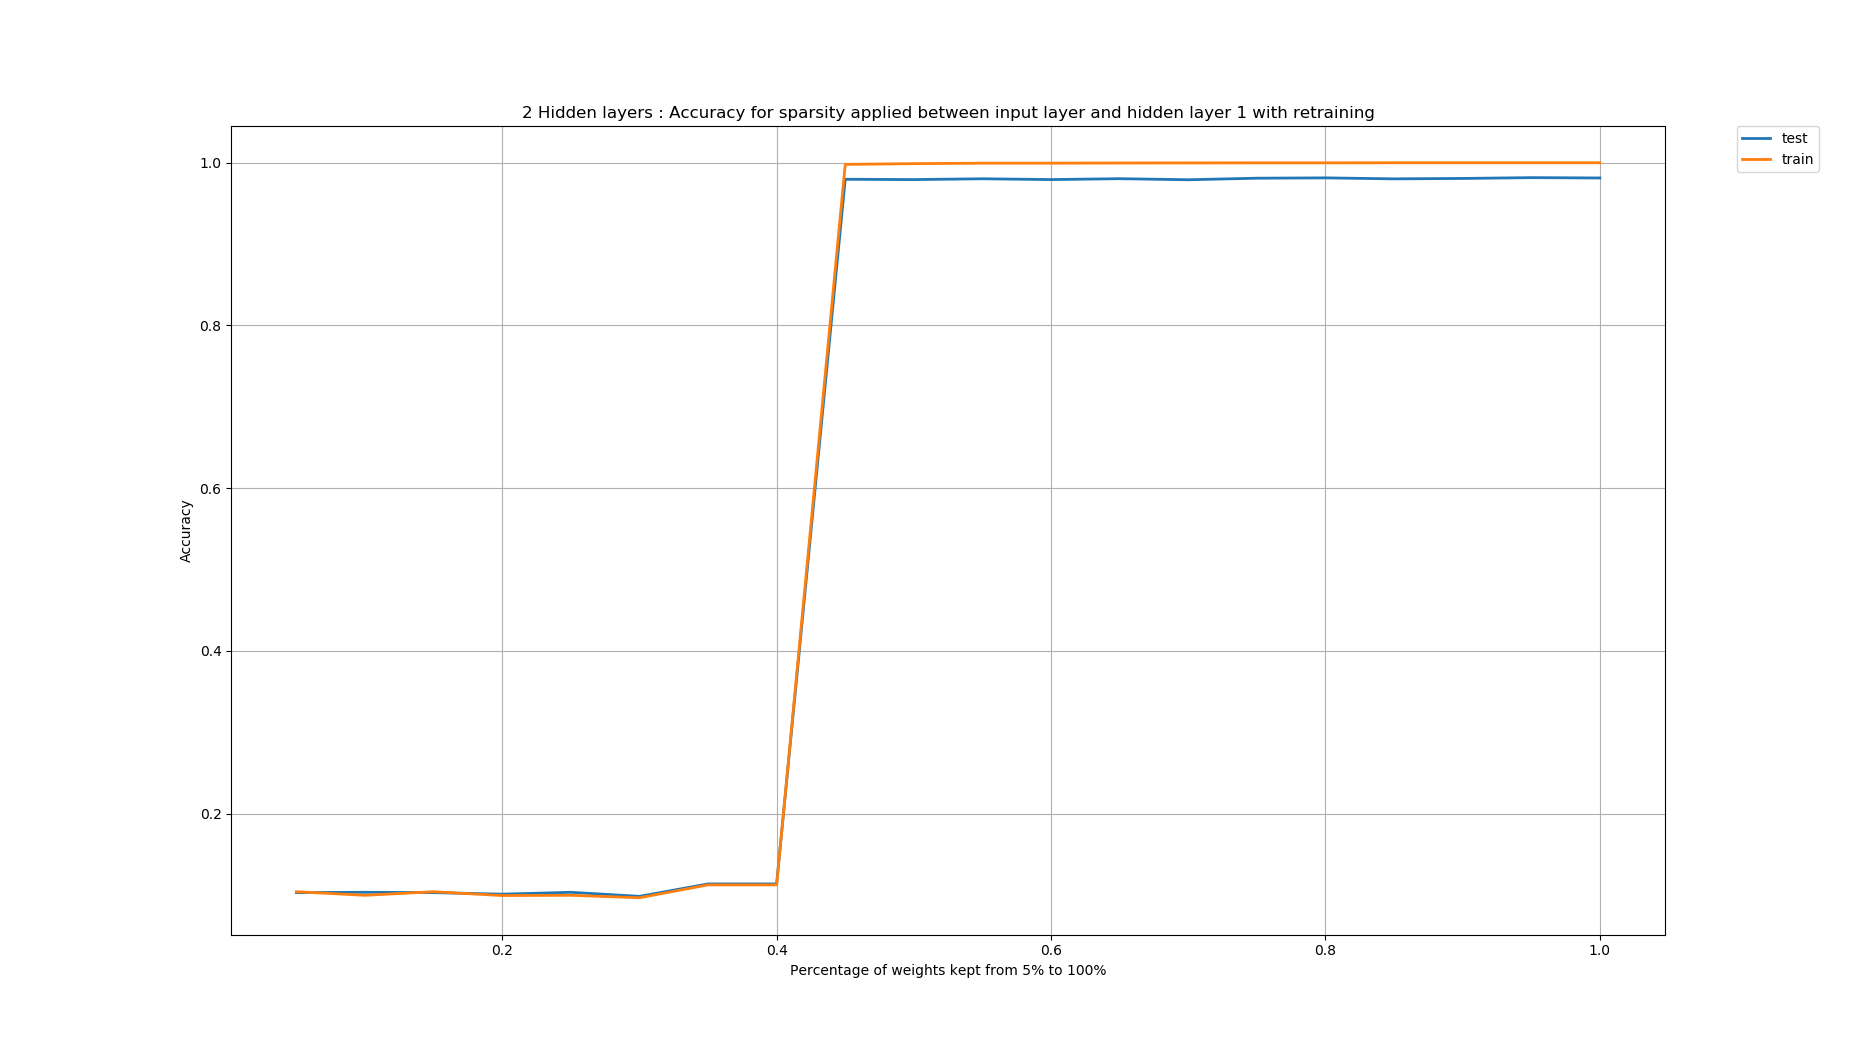 2 Hidden layers : Accuracy for sparsity applied between input layer and hidden layer 1 with retraining
test
train
1.0
0.8
0.6
0.4
0.2
Accuracy
0.2
0.4
0.6
0.8
1.0
Percentage of weights kept from 5% to 100%